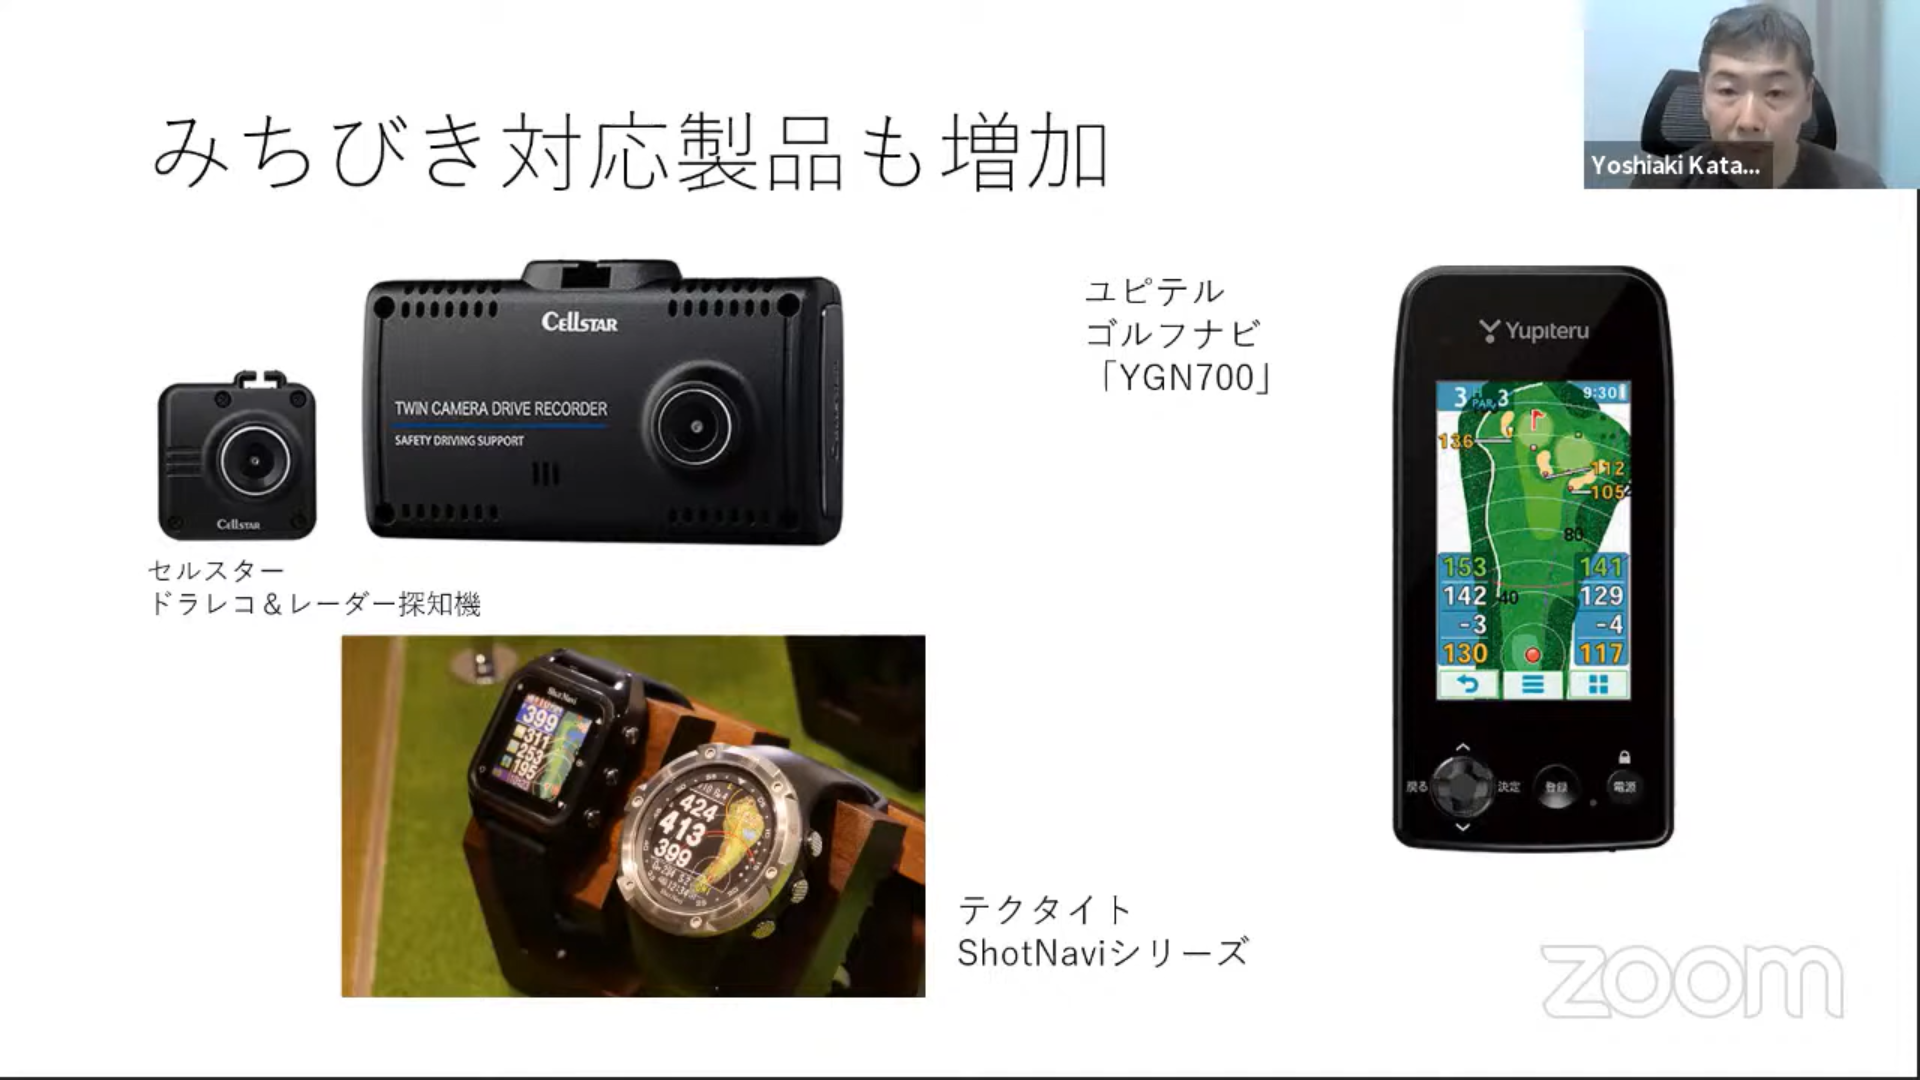 みちびき対応製品も増加
Yoshiaki Kata...
CELLSTAR
TWIN CAMERA DRIVE RECORDER
SAFETY DRIVING SUPPORT
CELLSTAR
セルスター
ドラレコ＆レーダー探知機
ユピテル
ゴルフナビ
「YGN700」
Yupiteru
3 H PAR 3 9:30
136
112
105
80
153 141
142 40 129
-3 -4
130 117
戻る 決定 登録 電源
ShotNavi
399
311
253
195
424
413
399
テクタイト
ShotNaviシリーズ
zoom